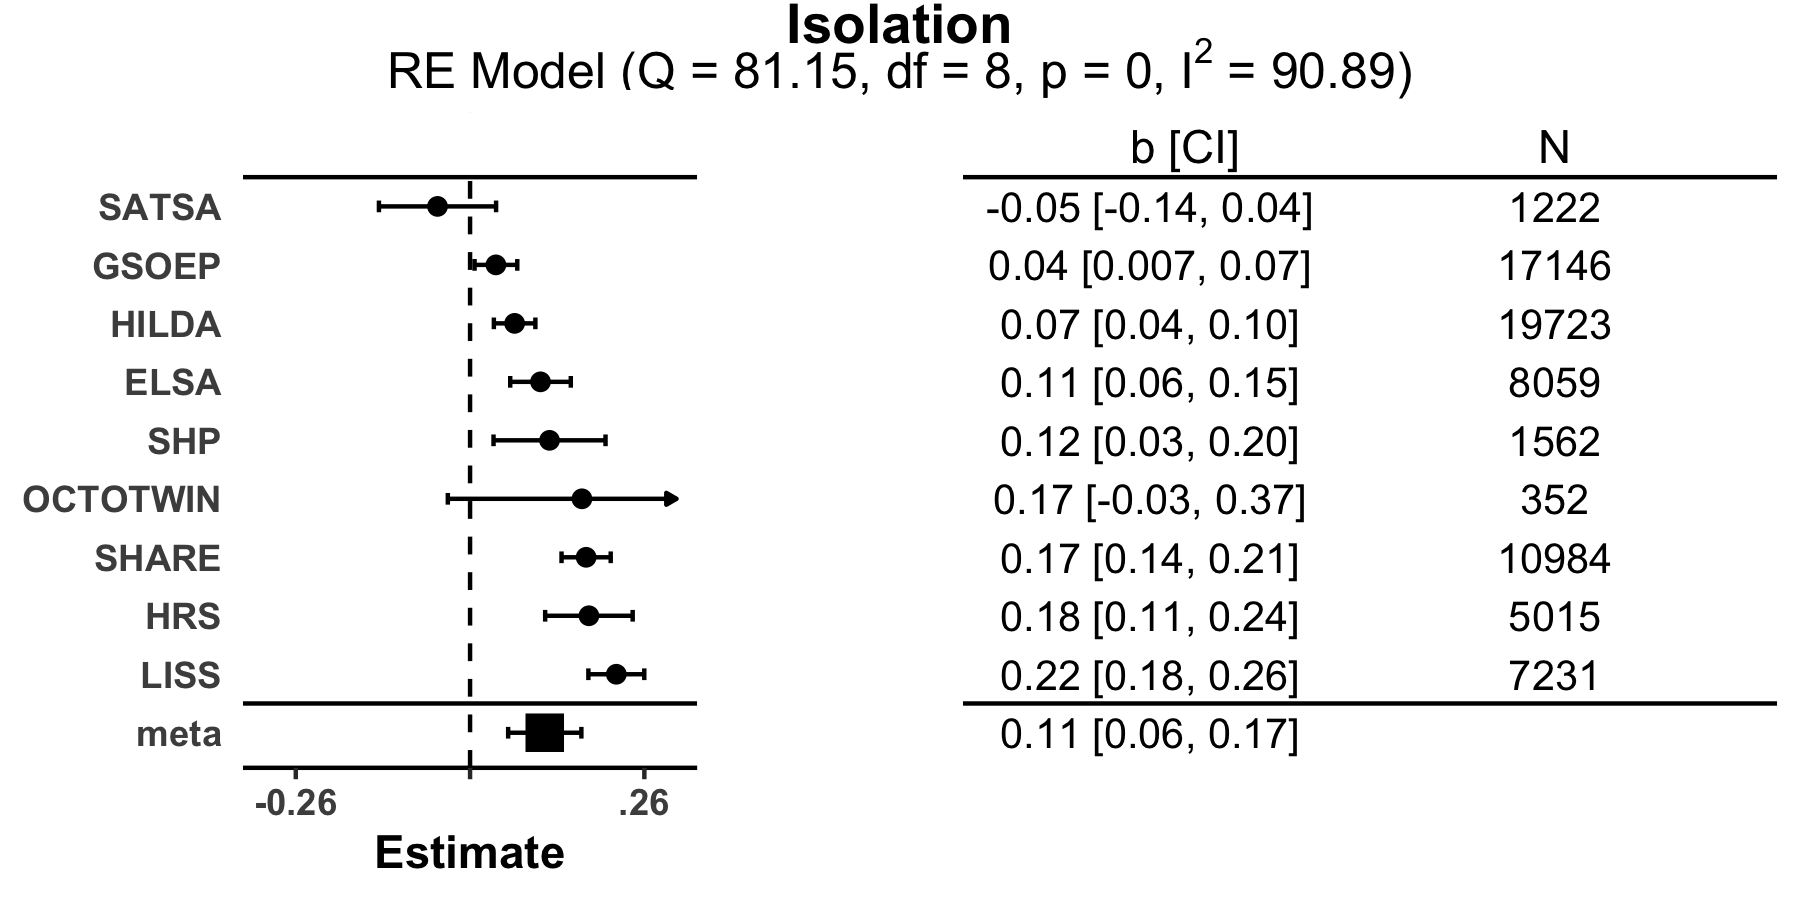 Isolation
RE Model (Q = 81.15, df = 8, p = 0, I² = 90.89)
b [CI] N
SATSA -0.05 [-0.14, 0.04] 1222
GSOEP 0.04 [0.007, 0.07] 17146
HILDA 0.07 [0.04, 0.10] 19723
ELSA 0.11 [0.06, 0.15] 8059
SHP 0.12 [0.03, 0.20] 1562
OCTOTWIN 0.17 [-0.03, 0.37] 352
SHARE 0.17 [0.14, 0.21] 10984
HRS 0.18 [0.11, 0.24] 5015
LISS 0.22 [0.18, 0.26] 7231
meta 0.11 [0.06, 0.17]
-0.26 .26
Estimate